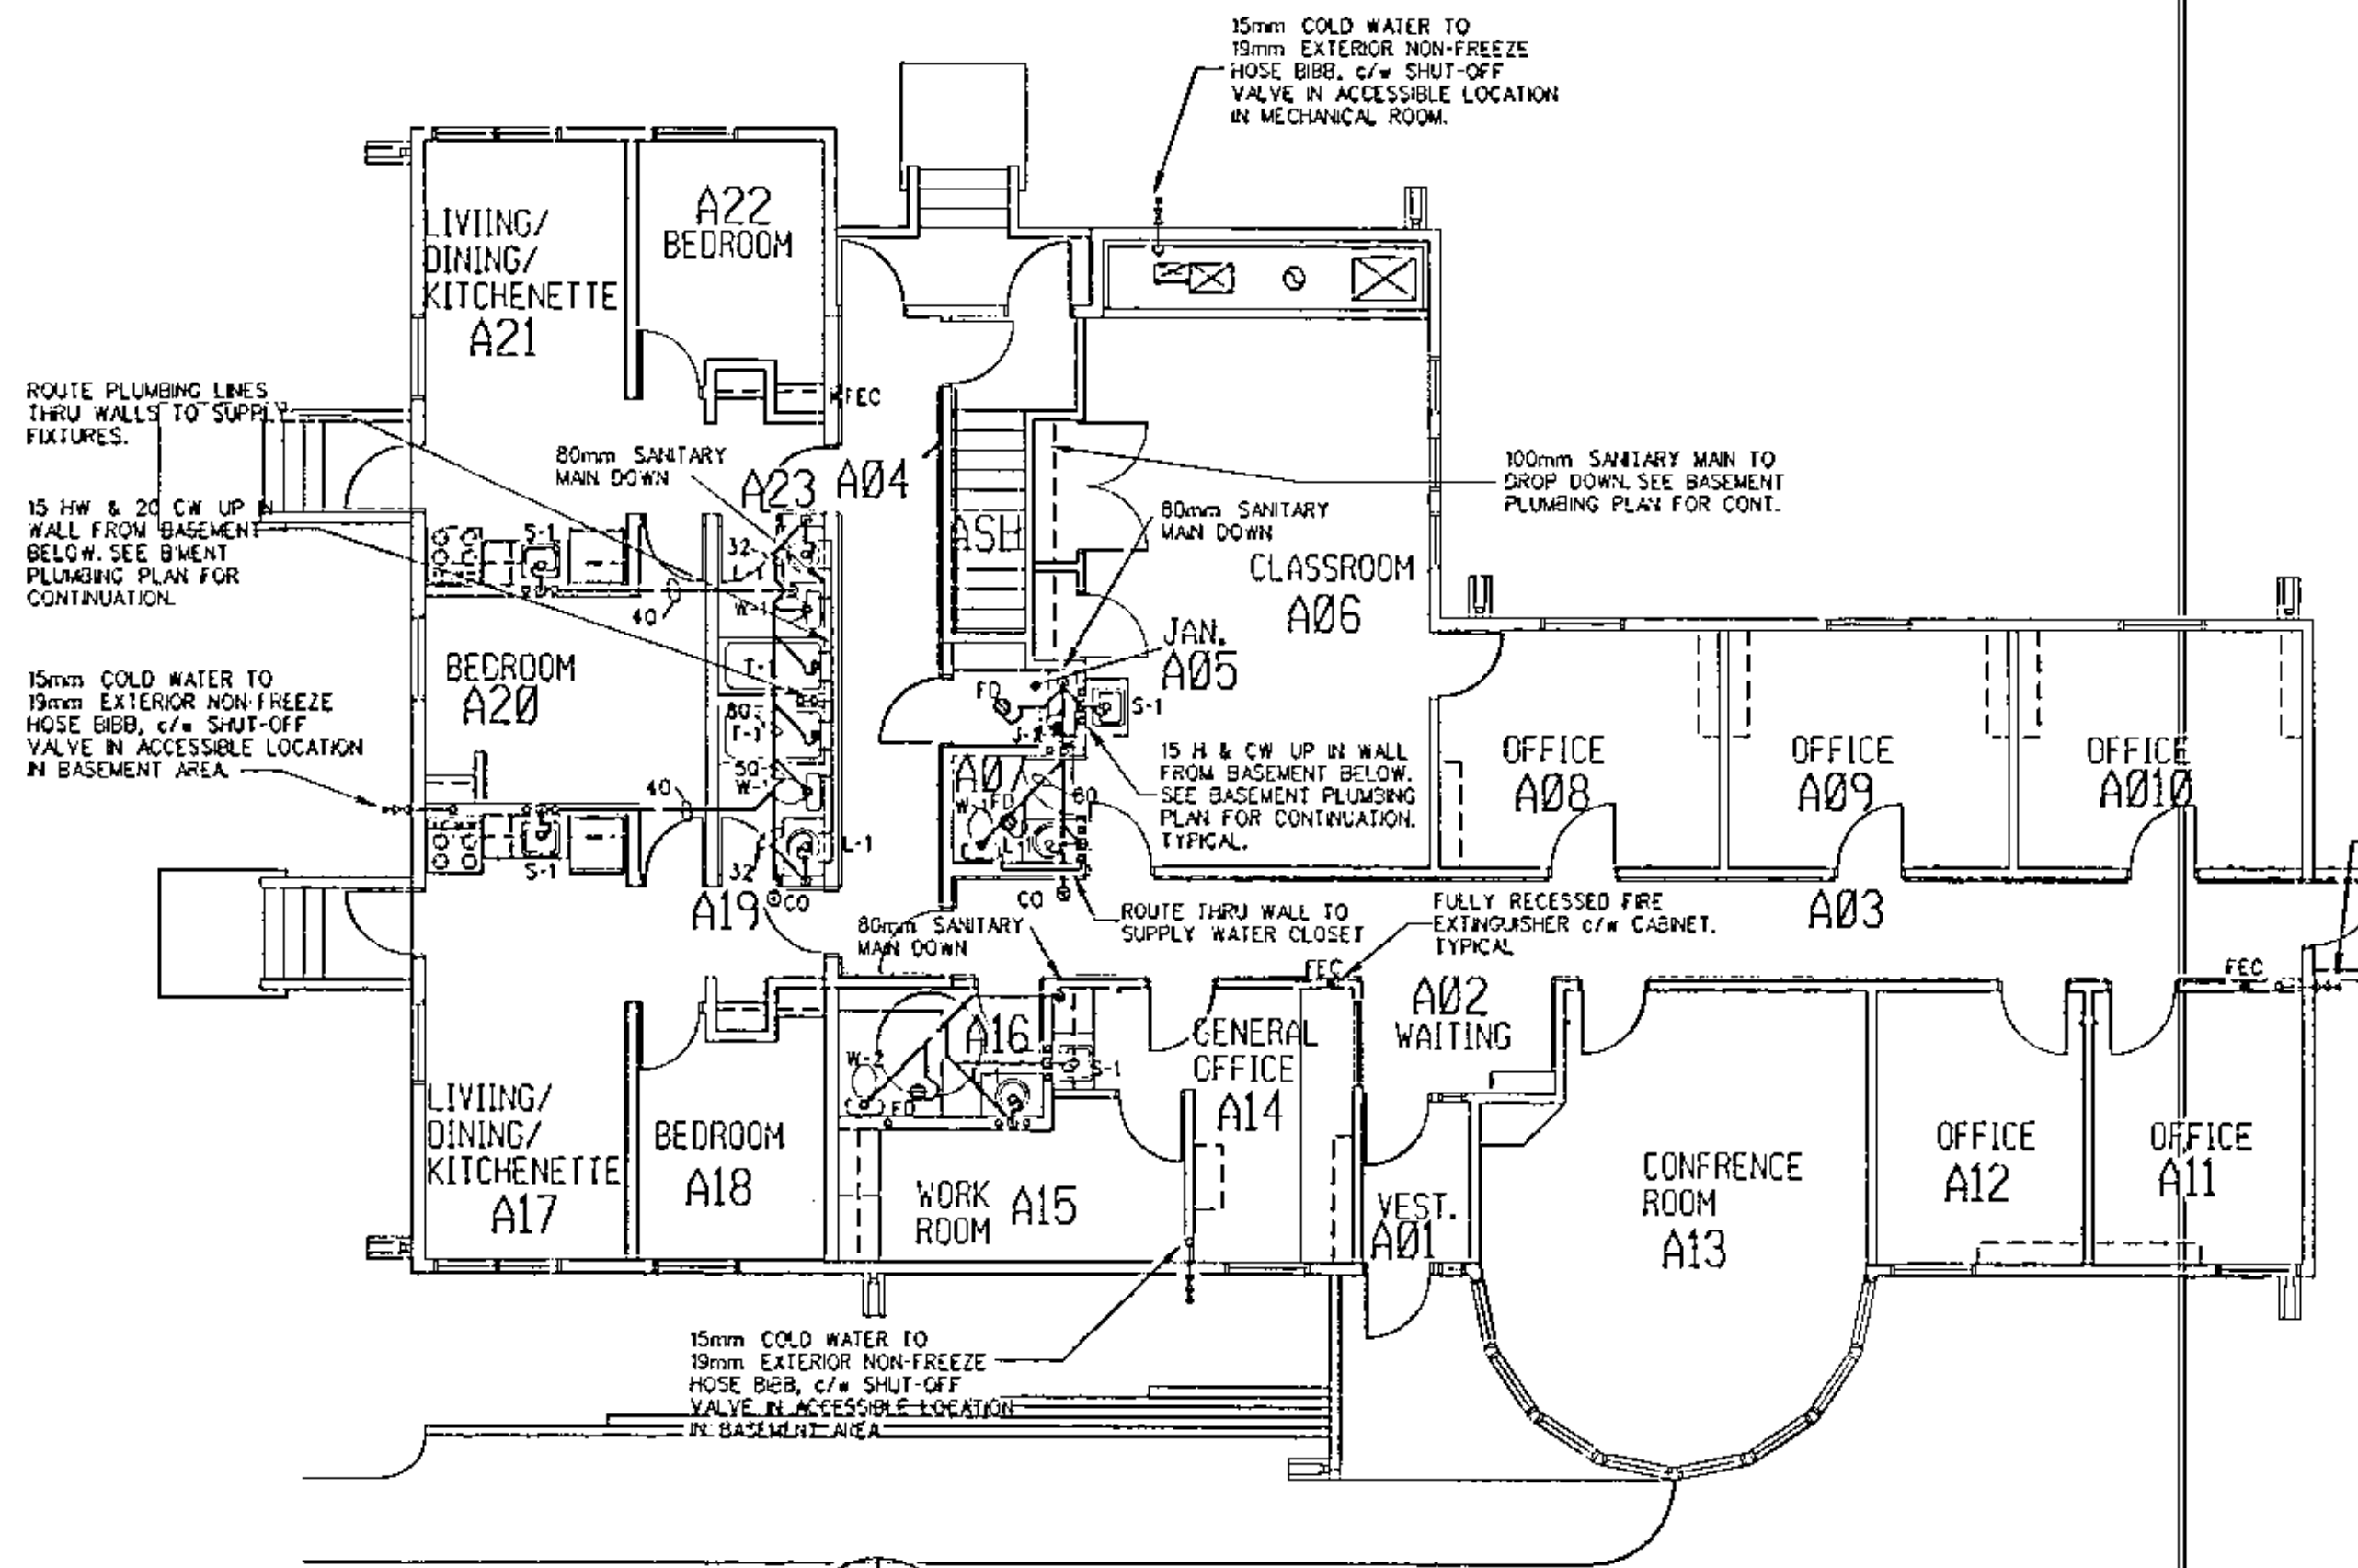 15mm COLD WATER TO
19mm EXTERIOR NON-FREEZE
HOSE BIBB, c/w SHUT-OFF
VALVE IN ACCESSIBLE LOCATION
IN MECHANICAL ROOM.
LIVIING/
DINING/
KITCHENETTE
A21
A22
BEDROOM
FEC
ROUTE PLUMBING LINES
THRU WALLS TO SUPPLY
FIXTURES.
80mm SANITARY
MAIN DOWN
A23
A04
100mm SANITARY MAIN TO
DROP DOWN. SEE BASEMENT
PLUMBING PLAN FOR CONT.
15 HW & 20 CW UP IN
WALL FROM BASEMENT
BELOW. SEE B'MENT
PLUMBING PLAN FOR
CONTINUATION.
S-1
32
L-1
W-1
40
T-1
ASH
80mm SANITARY
MAIN DOWN
CLASSROOM
A06
JAN.
A05
BEDROOM
A20
15mm COLD WATER TO
19mm EXTERIOR NON-FREEZE
HOSE BIBB, c/w SHUT-OFF
VALVE IN ACCESSIBLE LOCATION
IN BASEMENT AREA.
80
T-1
50
W-1
40
FD
S-1
15 H & CW UP IN WALL
FROM BASEMENT BELOW.
SEE BASEMENT PLUMBING
PLAN FOR CONTINUATION.
TYPICAL.
OFFICE
A08
OFFICE
A09
OFFICE
A010
W-1
FD
80
L-1
S-1
32
L-1
A19
CO
CO
80mm SANITARY
MAIN DOWN
ROUTE THRU WALL TO
SUPPLY WATER CLOSET
FULLY RECESSED FIRE
EXTINGUISHER c/w CABINET.
TYPICAL
A03
FEC
FEC
A02
WAITING
A16
W-2
FD
S-1
GENERAL
OFFICE
A14
LIVIING/
DINING/
KITCHENETTE
A17
BEDROOM
A18
WORK
ROOM
A15
VEST.
A01
CONFRENCE
ROOM
A13
OFFICE
A12
OFFICE
A11
15mm COLD WATER TO
19mm EXTERIOR NON-FREEZE
HOSE BIBB, c/w SHUT-OFF
VALVE IN ACCESSIBLE LOCATION
IN BASEMENT AREA